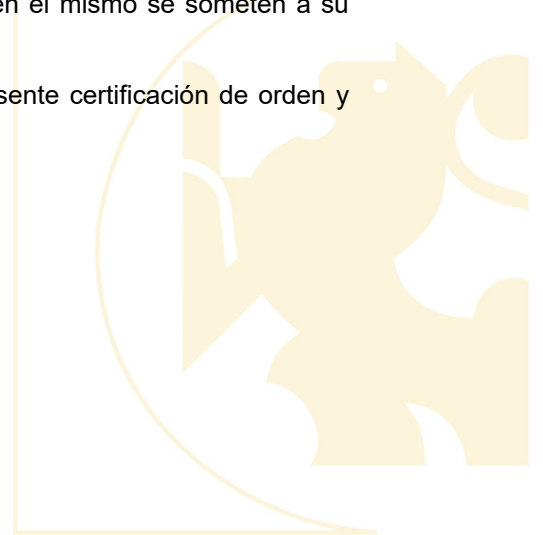 en el mismo se someten a su
sente certificación de orden y